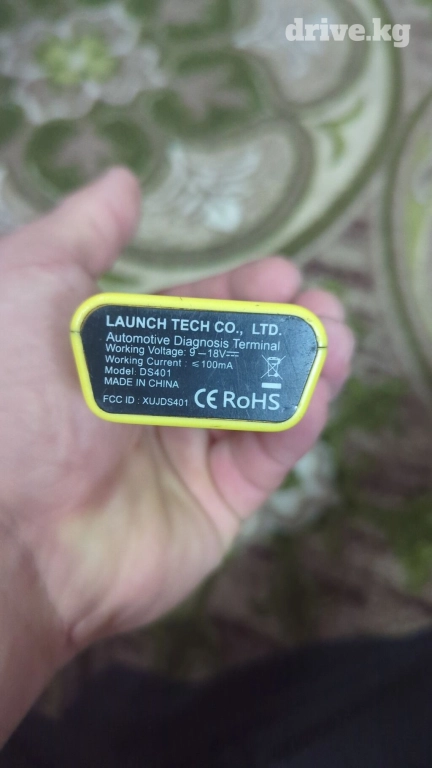 drive.kg
LAUNCH TECH CO., LTD.
Automotive Diagnosis Terminal
Working Voltage: 9—18V⎓
Working Current : ≤100mA
Model: DS401
MADE IN CHINA
FCC ID : XUJDS401 CE RoHS